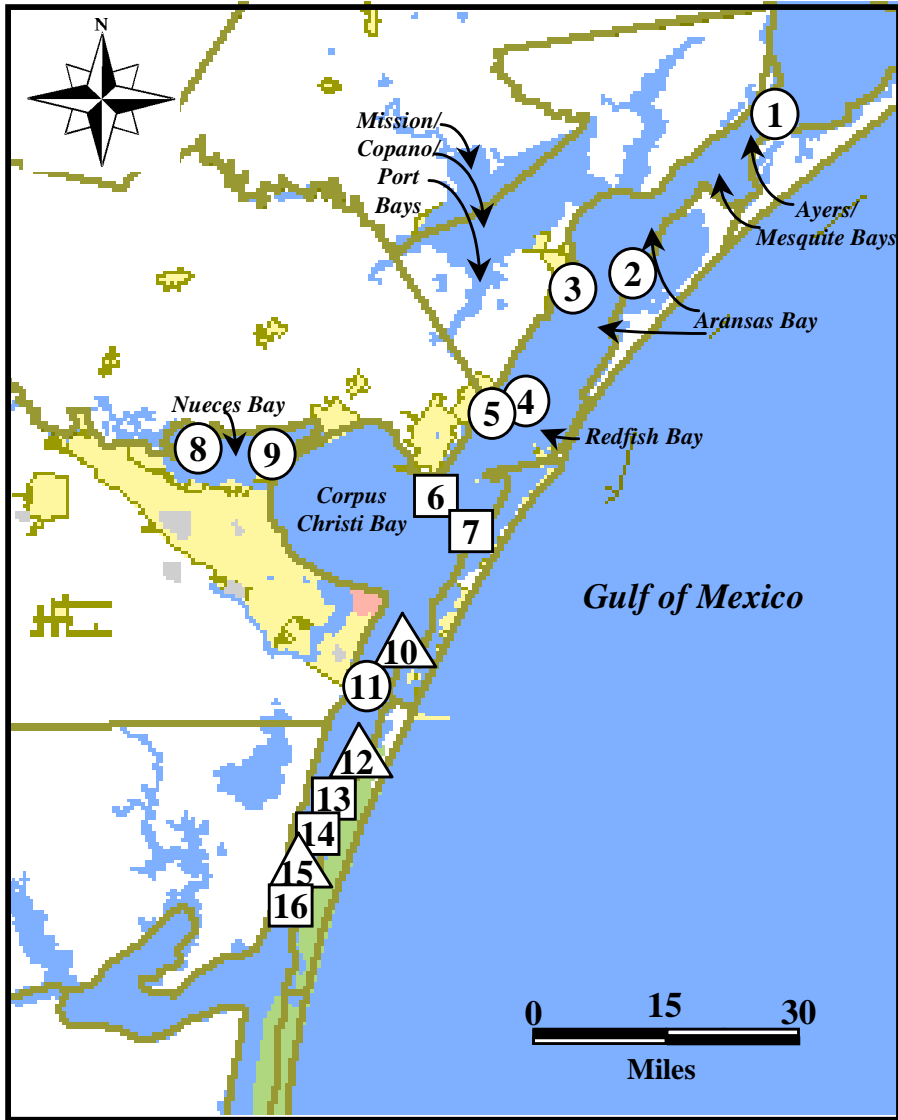 N
1
Mission/
Copano/
Port
Bays
Ayers/
Mesquite Bays
2
3
Aransas Bay
4
5
Nueces Bay
Redfish Bay
8
9
6
Corpus
Christi Bay
7
Gulf of Mexico
10
11
12
13
14
15
16
0
15
30
Miles